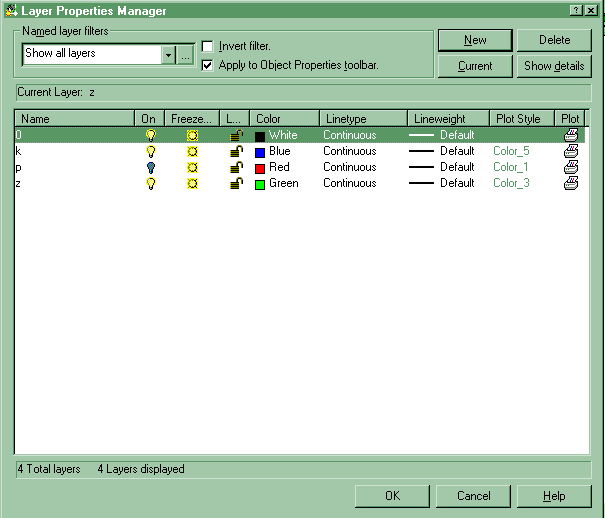 Layer Properties Manager
Named layer filters
Show all layers ...
Invert filter.
Apply to Object Properties toolbar.
New Delete
Current Show details
Current Layer: z
Name On Freeze... L... Color Linetype Lineweight Plot Style Plot
0 White Continuous Default
k Blue Continuous Default Color_5
p Red Continuous Default Color_1
z Green Continuous Default Color_3
4 Total layers 4 Layers displayed
OK Cancel Help